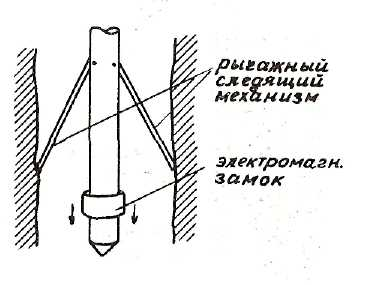 рычажный
следящий
механизм
электромагн.
замок